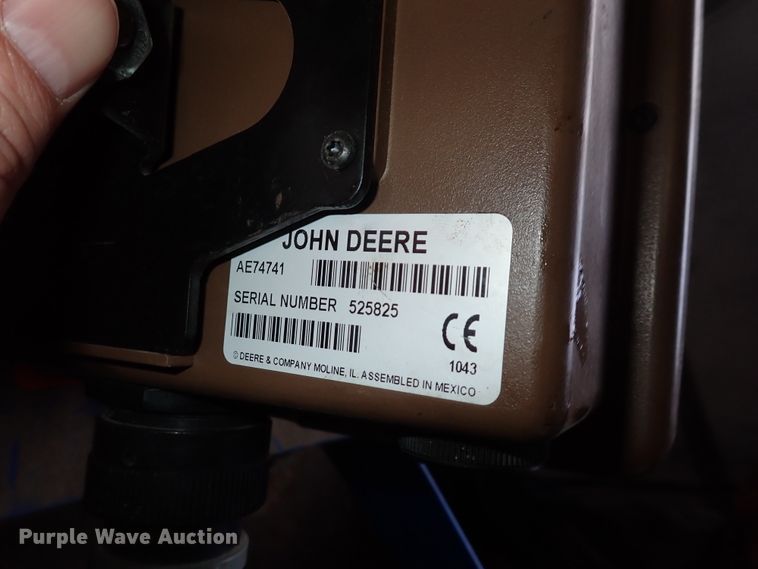 JOHN DEERE
AE74741
SERIAL NUMBER 525825
CE
1043
© DEERE & COMPANY MOLINE, IL. ASSEMBLED IN MEXICO
Purple Wave Auction